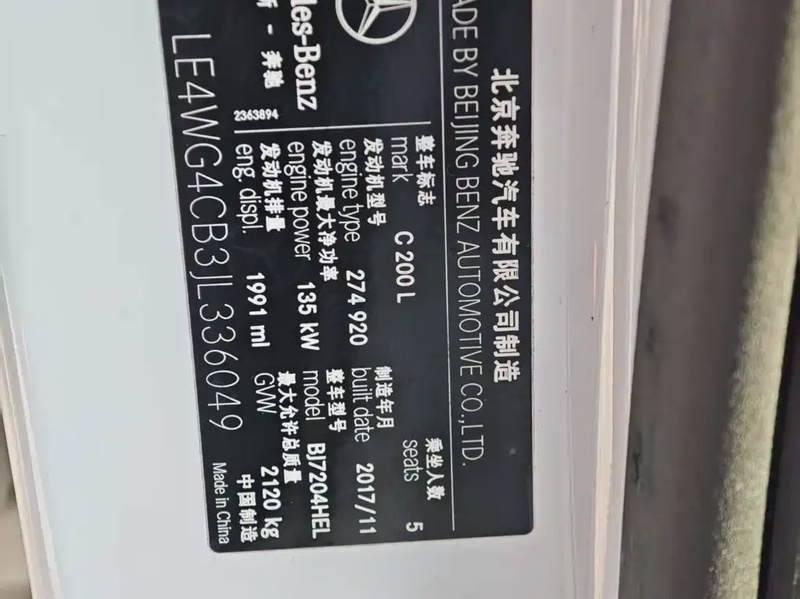 北京奔驰汽车有限公司制造
MADE BY BEIJING BENZ AUTOMOTIVE CO.,LTD.
整车标志 C 200 L 乘坐人数 5
mark seats
发动机型号 274 920 制造年月 2017/11
engine type built date
发动机最大净功率 135 kW 整车型号 BJ7204HEL
engine power model
发动机排量 1991 ml 最大允许总质量 2120 kg
eng. displ. GVW
des-Benz
- 奔驰
2363894
中国制造
Made in China
LE4WG4CB3JL336049